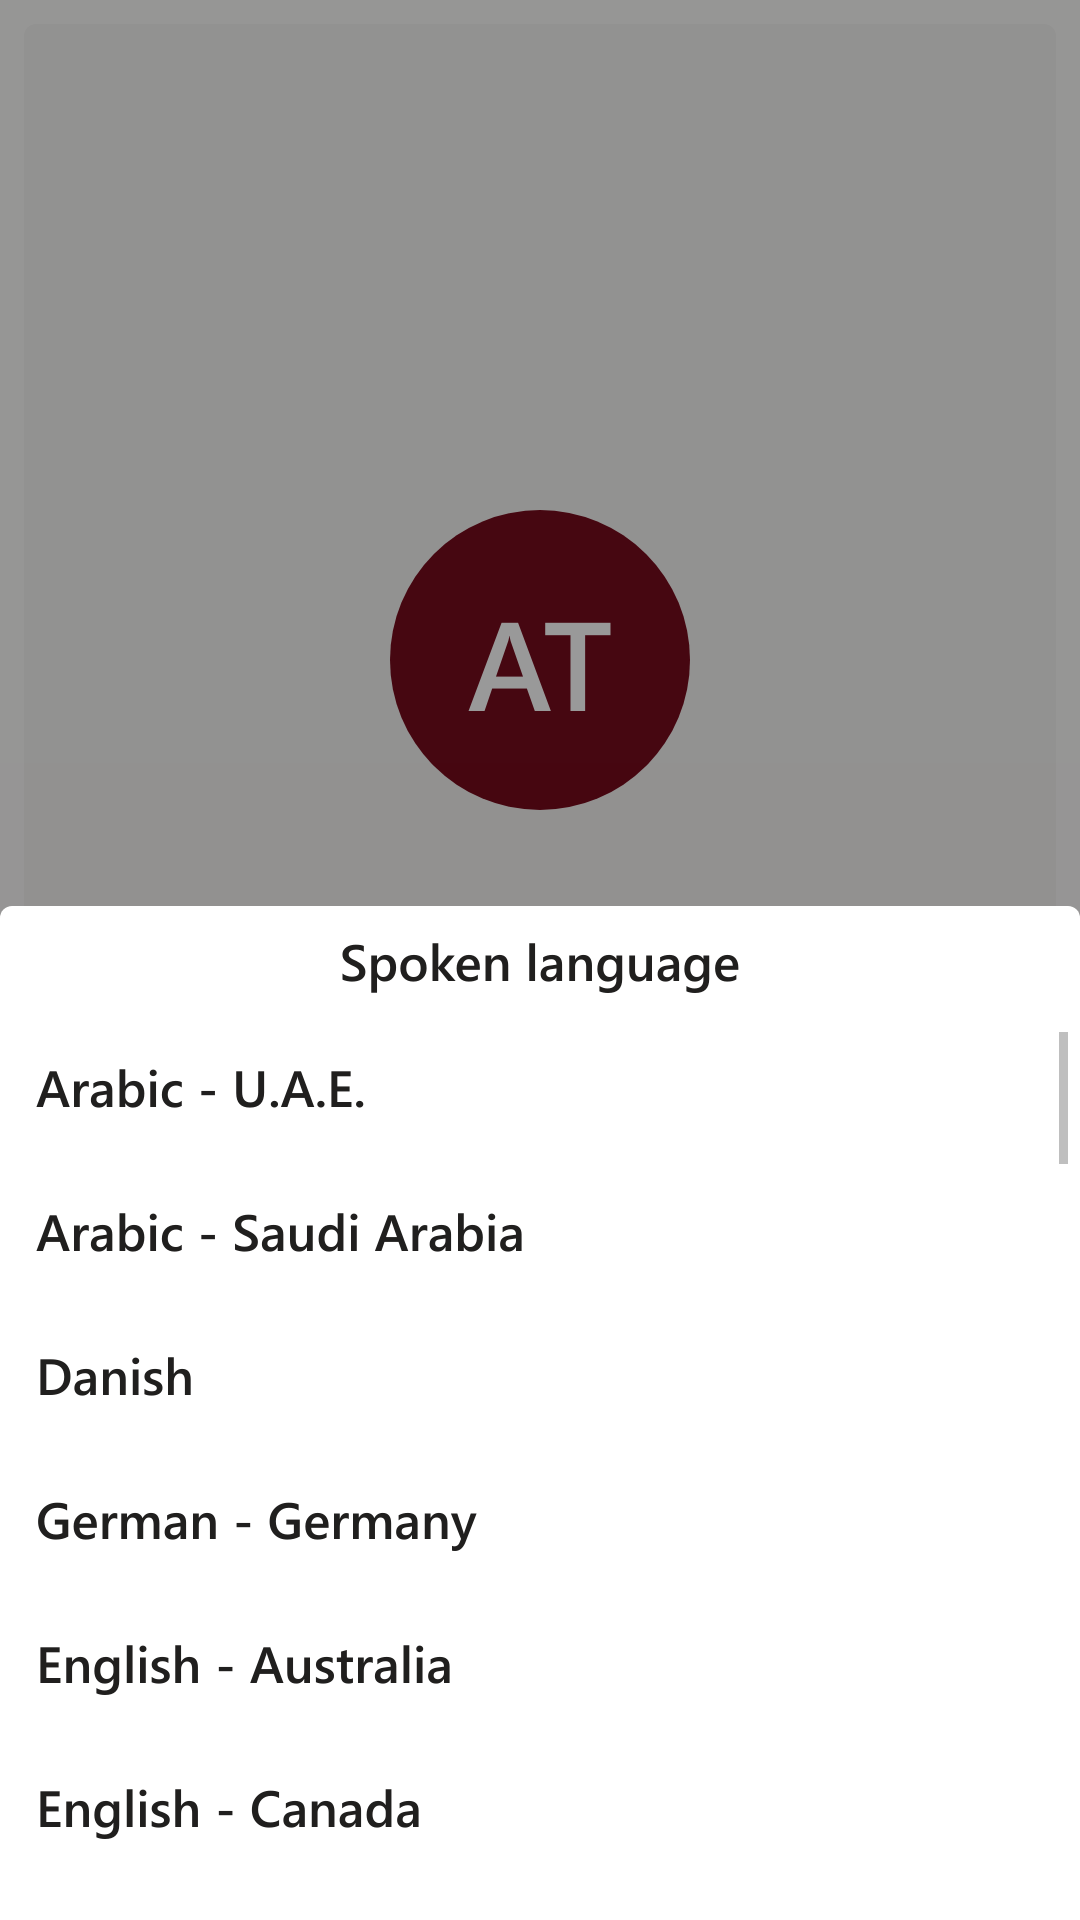 AT
Spoken language
Arabic - U.A.E.
Arabic - Saudi Arabia
Danish
German - Germany
English - Australia
English - Canada